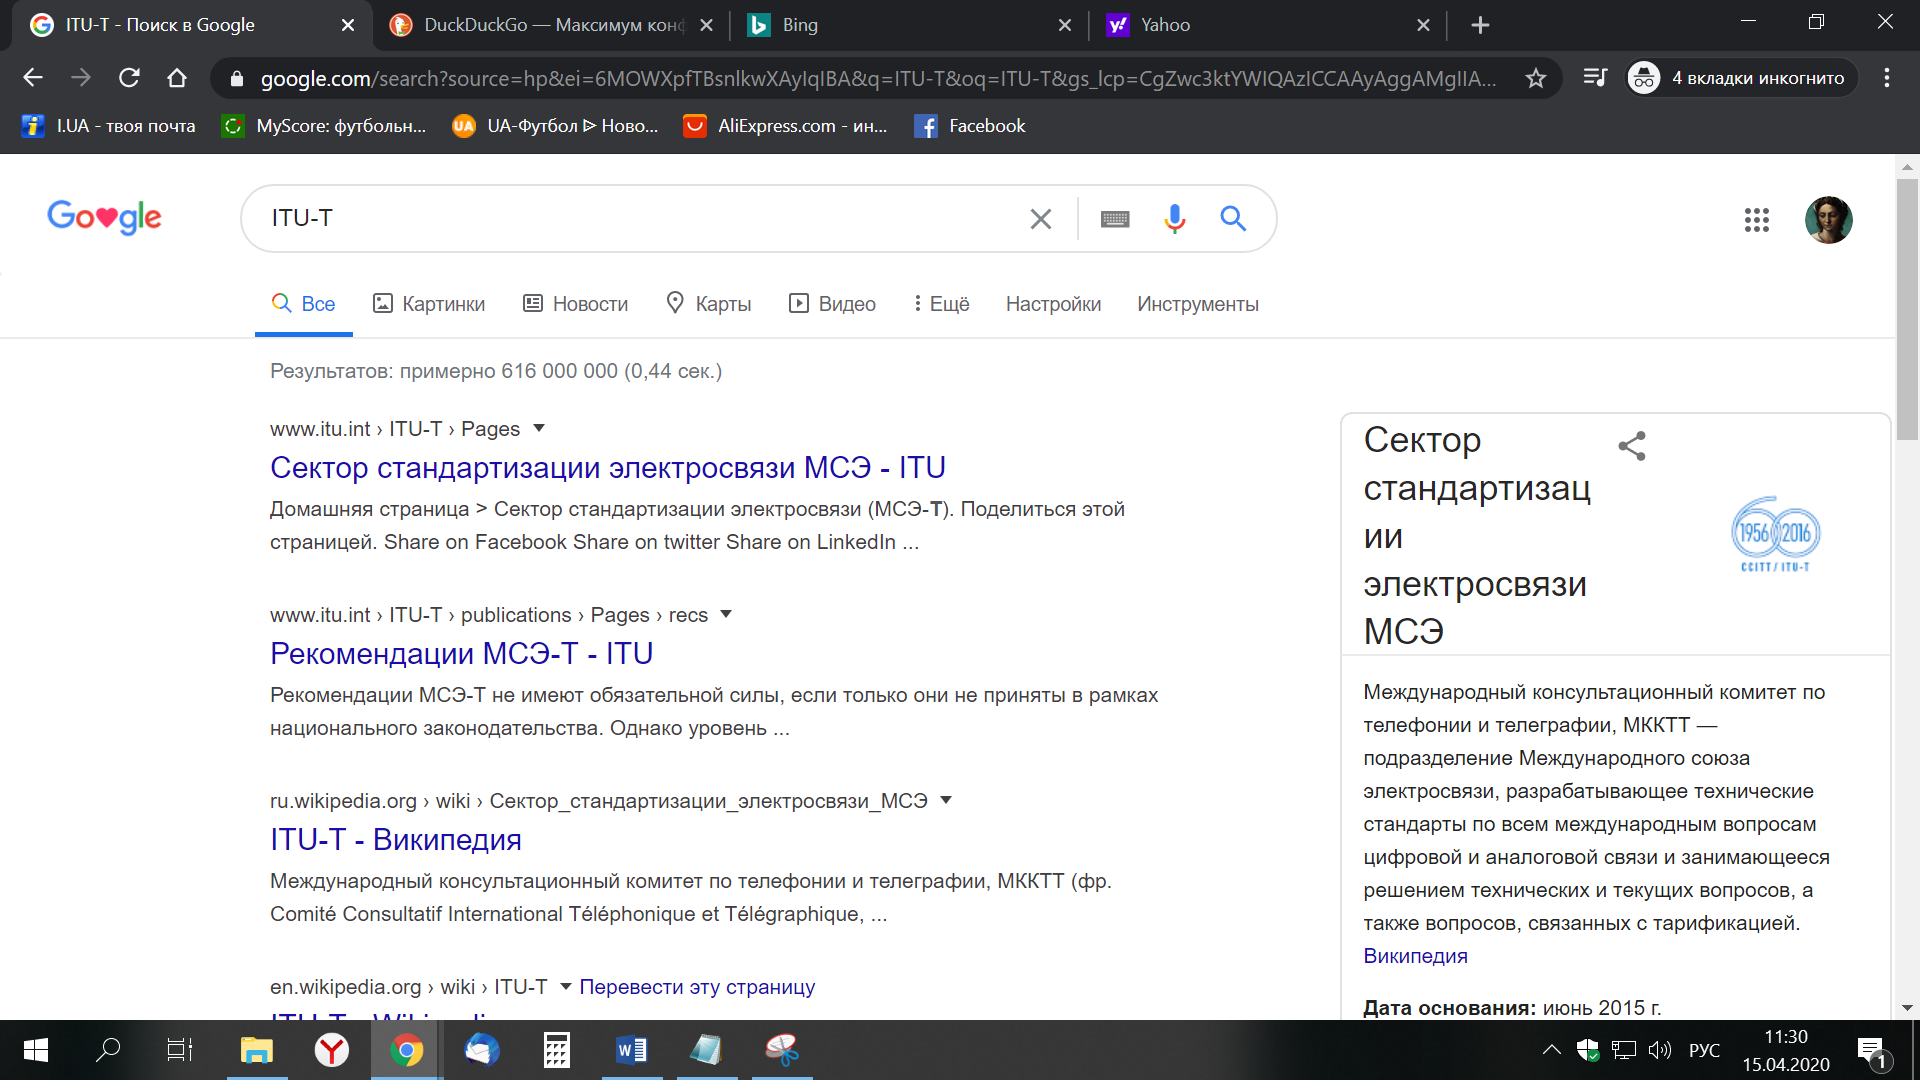 ITU-T - Поиск в Google
DuckDuckGo — Максимум конф
Bing
Yahoo
google.com/search?source=hp&ei=6MOWXpfTBsnlkwXAyIqIBA&q=ITU-T&oq=ITU-T&gs_lcp=CgZwc3ktYWIQAzICCAAyAggAMgIIA...
4 вкладки инкогнито
I.UA - твоя почта
MyScore: футбольн...
UA-Футбол ᐉ Ново...
AliExpress.com - ин...
Facebook
Google
ITU-T
Все
Картинки
Новости
Карты
Видео
Ещё
Настройки
Инструменты
Результатов: примерно 616 000 000 (0,44 сек.)
www.itu.int › ITU-T › Pages
Сектор стандартизации электросвязи МСЭ - ITU
Домашняя страница > Сектор стандартизации электросвязи (МСЭ-Т). Поделиться этой
страницей. Share on Facebook Share on twitter Share on LinkedIn ...
www.itu.int › ITU-T › publications › Pages › recs
Рекомендации МСЭ-Т - ITU
Рекомендации МСЭ-Т не имеют обязательной силы, если только они не приняты в рамках
национального законодательства. Однако уровень ...
ru.wikipedia.org › wiki › Сектор_стандартизации_электросвязи_МСЭ
ITU-T - Википедия
Международный консультационный комитет по телефонии и телеграфии, МККТТ (фр.
Comité Consultatif International Téléphonique et Télégraphique, ...
en.wikipedia.org › wiki › ITU-T
Перевести эту страницу
ITU-T - Wikipedia
Сектор
стандартизац
ии
электросвязи
МСЭ
1956 2016
CCITT / ITU-T
Международный консультационный комитет по
телефонии и телеграфии, МККТТ —
подразделение Международного союза
электросвязи, разрабатывающее технические
стандарты по всем международным вопросам
цифровой и аналоговой связи и занимающееся
решением технических и текущих вопросов, а
также вопросов, связанных с тарификацией.
Википедия
Дата основания: июнь 2015 г.
РУС
11:30
15.04.2020
1